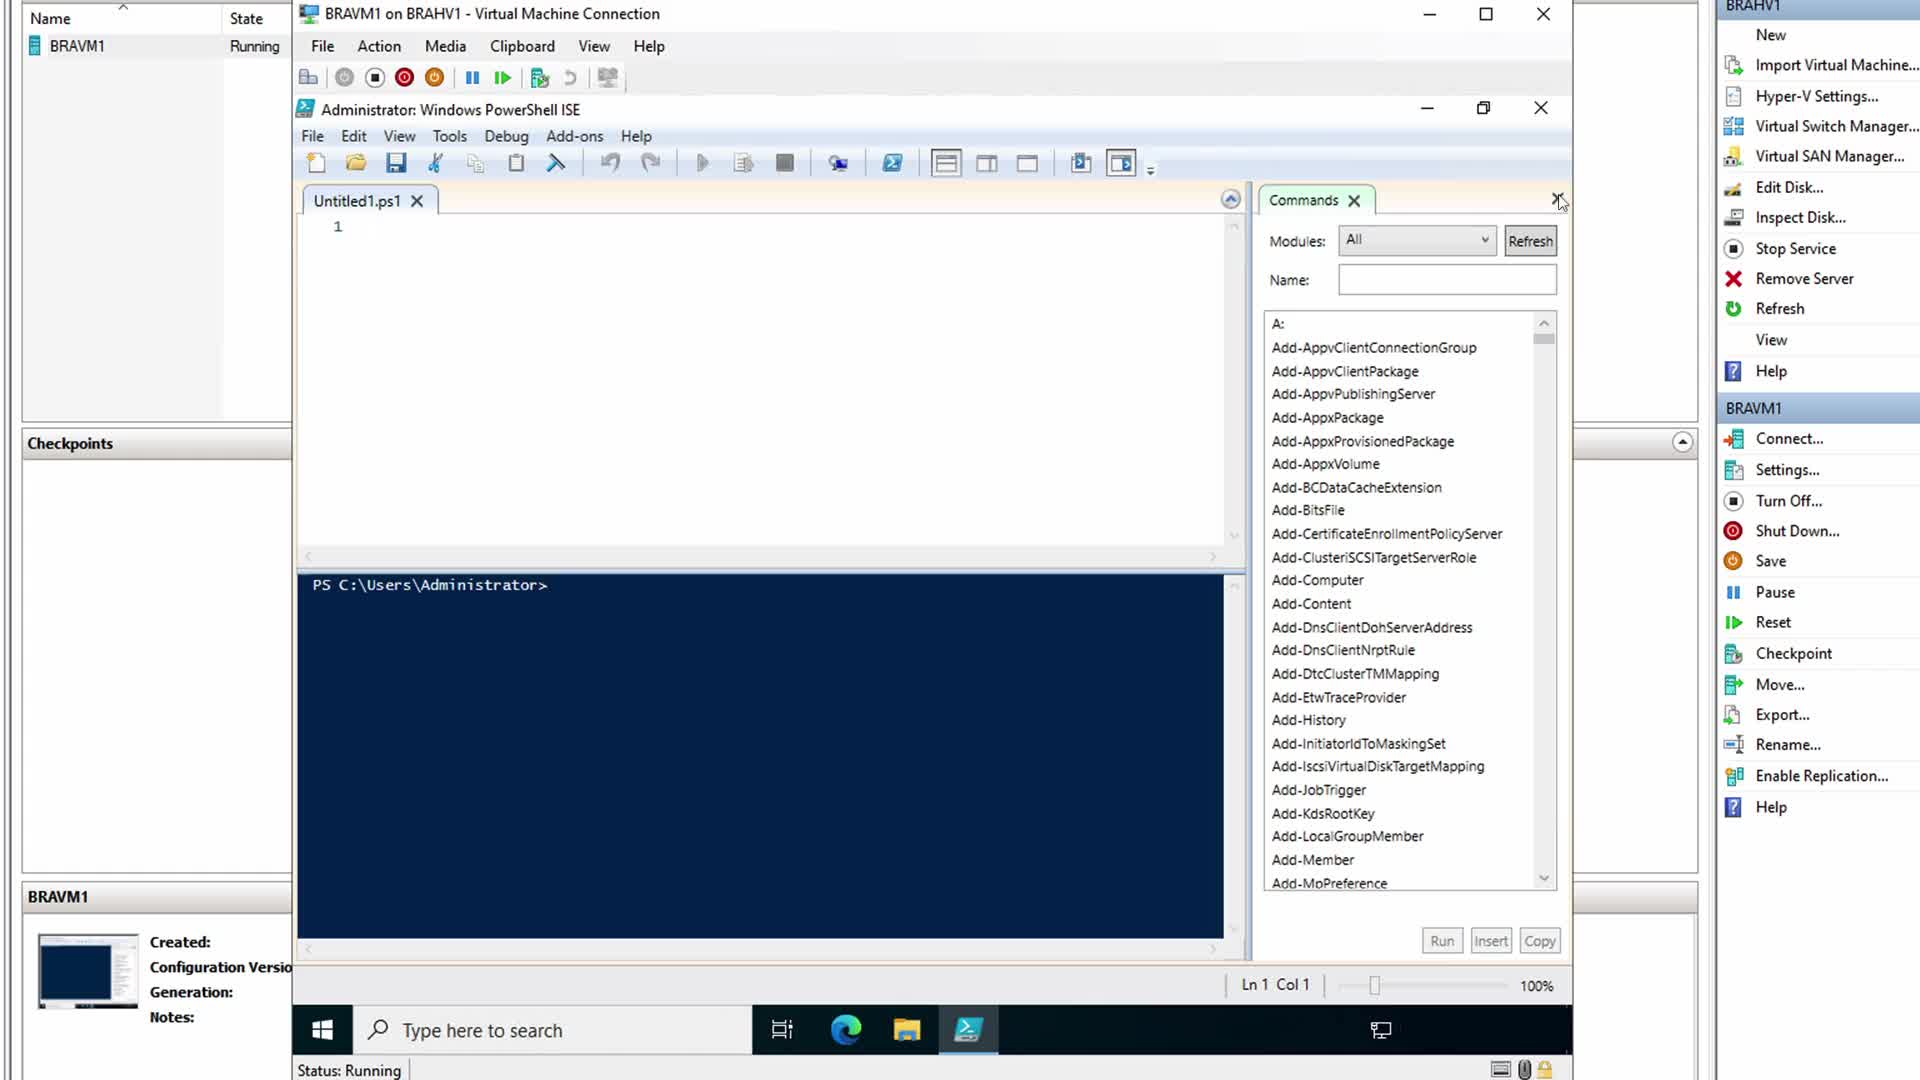 Name
State
BRAVM1
Running
Checkpoints
BRAVM1
Created:
Configuration Versio
Generation:
Notes:
BRAVM1 on BRAHV1 - Virtual Machine Connection
File Action Media Clipboard View Help
Administrator: Windows PowerShell ISE
File Edit View Tools Debug Add-ons Help
Untitled1.ps1
1
PS C:\Users\Administrator>
Commands
Modules: All Refresh
Name:
A:
Add-AppvClientConnectionGroup
Add-AppvClientPackage
Add-AppvPublishingServer
Add-AppxPackage
Add-AppxProvisionedPackage
Add-AppxVolume
Add-BCDataCacheExtension
Add-BitsFile
Add-CertificateEnrollmentPolicyServer
Add-ClusteriSCSITargetServerRole
Add-Computer
Add-Content
Add-DnsClientDohServerAddress
Add-DnsClientNrptRule
Add-DtcClusterTMMapping
Add-EtwTraceProvider
Add-History
Add-InitiatorIdToMaskingSet
Add-IscsiVirtualDiskTargetMapping
Add-JobTrigger
Add-KdsRootKey
Add-LocalGroupMember
Add-Member
Add-MpPreference
Run Insert Copy
Ln 1 Col 1
100%
Type here to search
Status: Running
BRAHV1
New
Import Virtual Machine...
Hyper-V Settings...
Virtual Switch Manager...
Virtual SAN Manager...
Edit Disk...
Inspect Disk...
Stop Service
Remove Server
Refresh
View
Help
BRAVM1
Connect...
Settings...
Turn Off...
Shut Down...
Save
Pause
Reset
Checkpoint
Move...
Export...
Rename...
Enable Replication...
Help